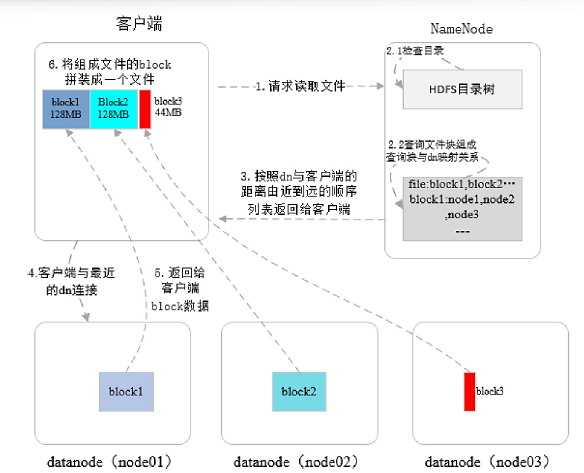 客户端
NameNode
6.将组成文件的block
拼装成一个文件
block1
128MB
Block2
128MB
block3
44MB
1.请求读取文件
2.1检查目录
HDFS目录树
2.2查询文件块组成
查询块与dn映射关系
file:block1,block2…
block1:node1,node2
,node3
---
3.按照dn与客户端的
距离由近到远的顺序
列表返回给客户端
4.客户端与最近
的dn连接
5.返回给
客户端
block数据
block1
block2
block3
datanode（node01）
datanode（node02）
datanode（node03）